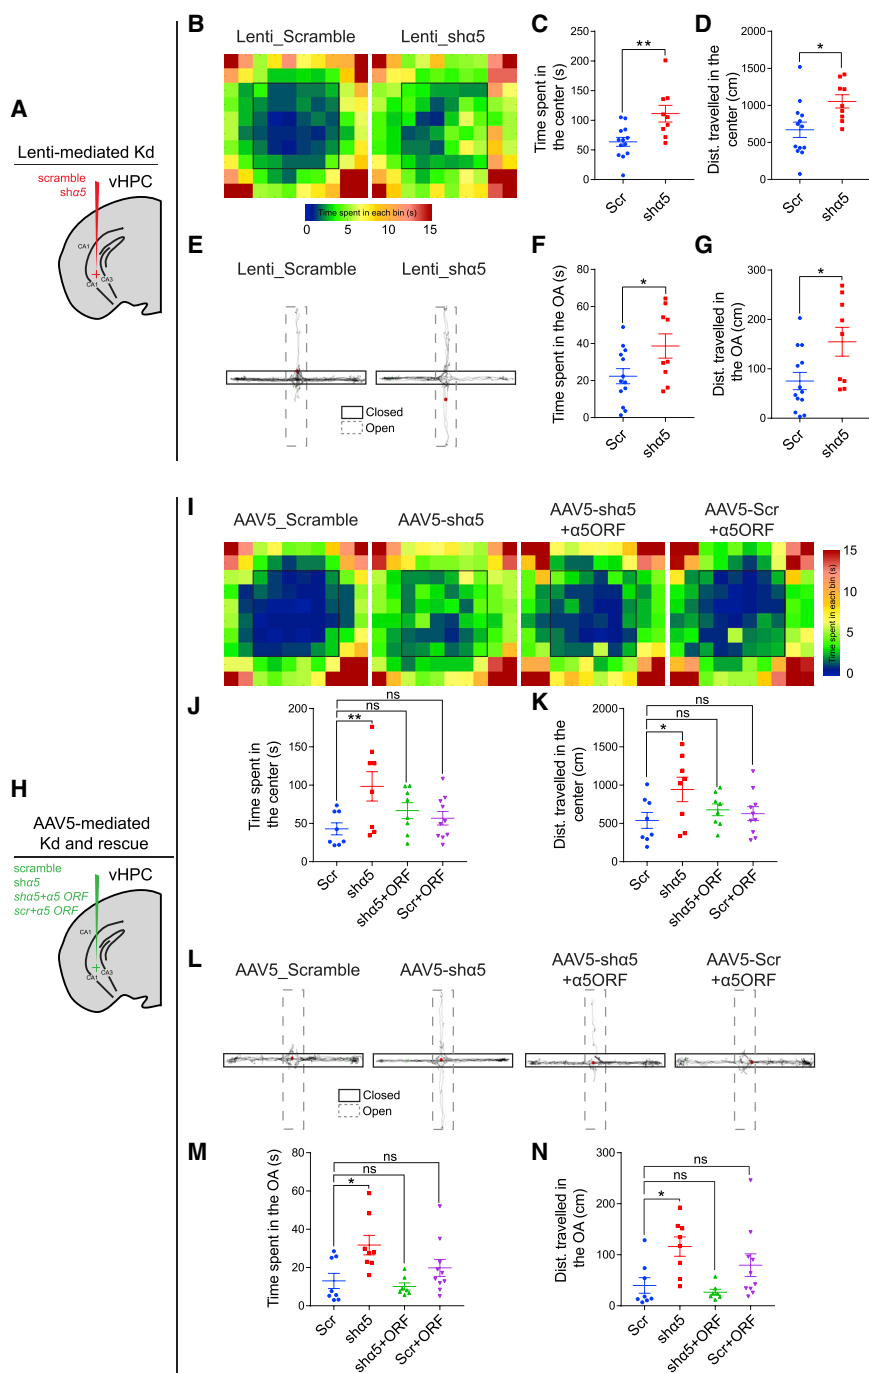 A
Lenti-mediated Kd
scramble
shα5
vHPC
CA1
CA3
CA1
B
Lenti_Scramble
Lenti_shα5
Time spent in each bin (s)
0
5
10
15
C
Time spent in
the center (s)
250
200
150
100
50
0
**
Scr
shα5
D
Dist. travelled in the
center (cm)
2000
1500
1000
500
0
*
Scr
shα5
E
Lenti_Scramble
Lenti_shα5
Closed
Open
F
Time spent in the OA (s)
80
60
40
20
0
*
Scr
shα5
G
Dist. travelled in
the OA (cm)
300
200
100
0
*
Scr
shα5
H
AAV5-mediated
Kd and rescue
scramble
shα5
shα5+α5 ORF
scr+α5 ORF
vHPC
CA1
CA3
CA1
I
AAV5_Scramble
AAV5-shα5
AAV5-shα5
+α5ORF
AAV5-Scr
+α5ORF
Time spent in each bin (s)
15
10
5
0
J
Time spent in
the center (s)
200
150
100
50
0
ns
ns
**
Scr
shα5
shα5+ORF
Scr+ORF
K
Dist. travelled in the
center (cm)
2000
1500
1000
500
0
ns
ns
*
Scr
shα5
shα5+ORF
Scr+ORF
L
AAV5_Scramble
AAV5-shα5
AAV5-shα5
+α5ORF
AAV5-Scr
+α5ORF
Closed
Open
M
Time spent in the OA (s)
80
60
40
20
0
ns
ns
*
Scr
shα5
shα5+ORF
Scr+ORF
N
Dist. travelled in
the OA (cm)
300
200
100
0
ns
ns
*
Scr
shα5
shα5+ORF
Scr+ORF